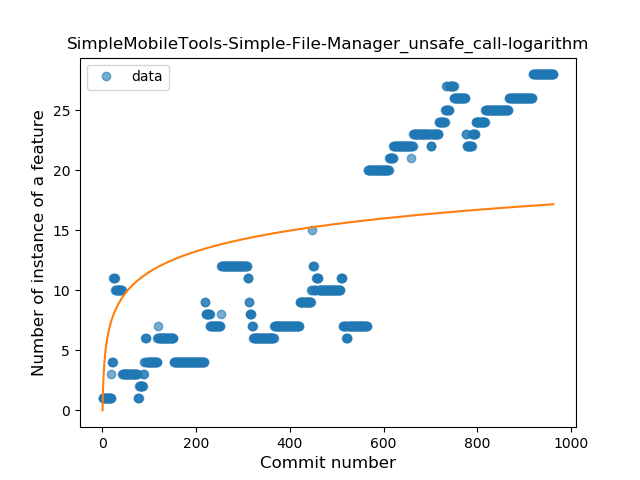 SimpleMobileTools-Simple-File-Manager_unsafe_call-logarithm
data
Number of instance of a feature
25
20
15
10
5
0
0 200 400 600 800 1000
Commit number